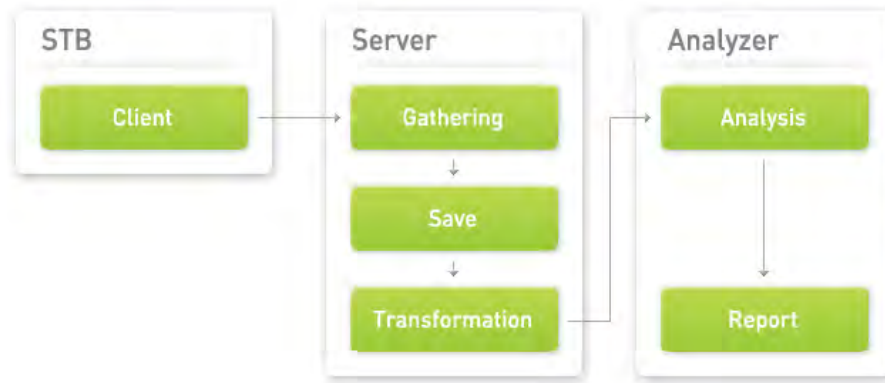 STB
Client
Server
Gathering
Save
Transformation
Analyzer
Analysis
Report